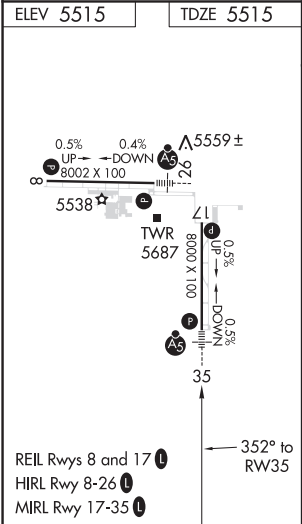 ELEV 5515
TDZE 5515
0.5% UP
0.4% DOWN
5559 ±
P
A5
8002 X 100
8
26
5538
P
TWR
5687
17
P
0.5% UP
8000 X 100
DOWN 0.5%
P
A5
35
352° to
RW35
REIL Rwys 8 and 17 L
HIRL Rwy 8-26 L
MIRL Rwy 17-35 L